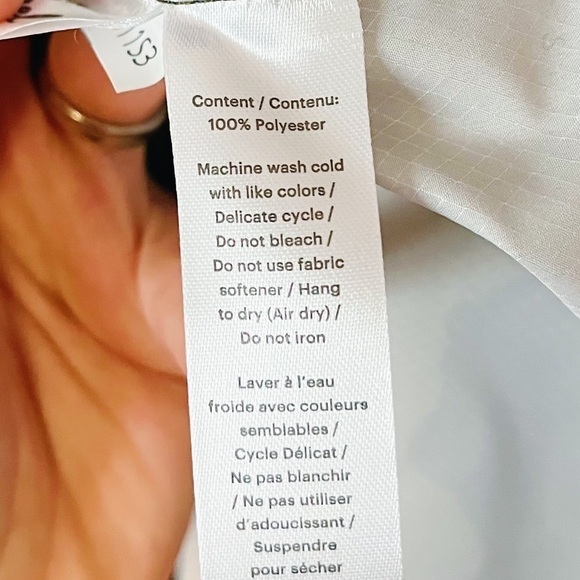 11S3
Content / Contenu:
100% Polyester
Machine wash cold
with like colors /
Delicate cycle /
Do not bleach /
Do not use fabric
softener / Hang
to dry (Air dry) /
Do not iron
Laver à l'eau
froide avec couleurs
semblables /
Cycle Délicat /
Ne pas blanchir
/ Ne pas utiliser
d'adoucissant /
Suspendre
pour sécher